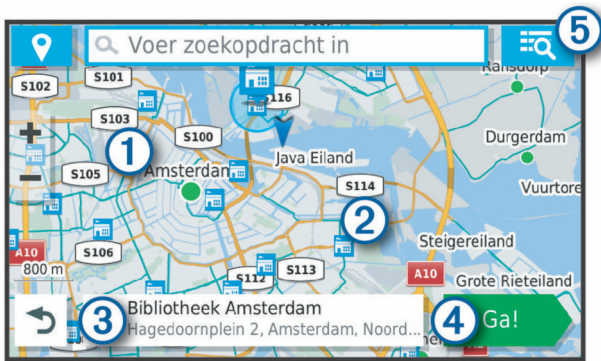 5
Voer zoekopdracht in
Ransdorp
S102
S101
S116
S103
S100
Durgerdam
1
Java Eiland
S105
Amsterdam
S114
Vuurtore
2
Steigereiland
A10
S106
800 m
S112
S113
A10
Grote Rieteiland
3
Bibliotheek Amsterdam
Hagedoornplein 2, Amsterdam, Noord...
4
Ga!